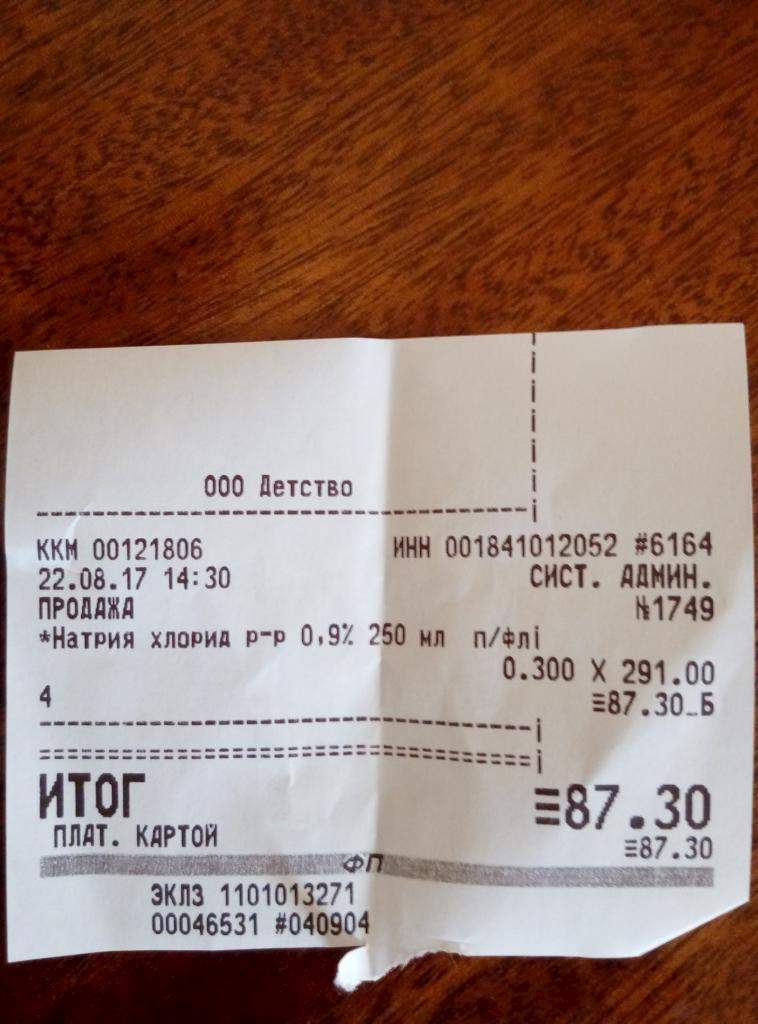 ООО Детство
ККМ 00121806 ИНН 001841012052 #6164
22.08.17 14:30 СИСТ. АДМИН.
ПРОДАЖА №1749
*Натрия хлорид р-р 0,9% 250 мл п/фл
0.300 X 291.00
4 ≡87.30_Б
ИТОГ ≡87.30
ПЛАТ. КАРТОЙ ≡87.30
ФП
ЭКЛЗ 1101013271
00046531 #040904